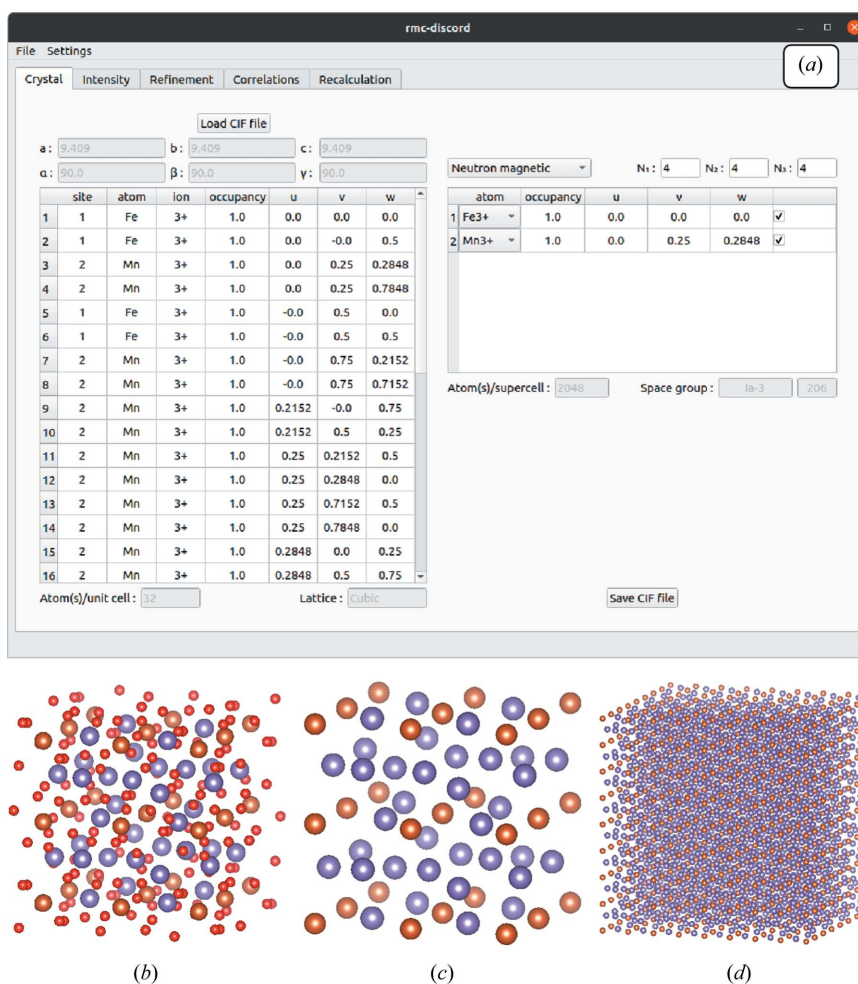 rmc-discord
File Settings
(a)
Crystal Intensity Refinement Correlations Recalculation
Load CIF file
a: 9.409 b: 9.409 c: 9.409
α: 90.0 β: 90.0 γ: 90.0
Neutron magnetic N₁: 4 N₂: 4 N₃: 4
site atom ion occupancy u v w
1 1 Fe 3+ 1.0 0.0 0.0 0.0
2 1 Fe 3+ 1.0 0.0 -0.0 0.5
3 2 Mn 3+ 1.0 0.0 0.25 0.2848
4 2 Mn 3+ 1.0 0.0 0.25 0.7848
5 1 Fe 3+ 1.0 -0.0 0.5 0.0
6 1 Fe 3+ 1.0 -0.0 0.5 0.5
7 2 Mn 3+ 1.0 -0.0 0.75 0.2152
8 2 Mn 3+ 1.0 -0.0 0.75 0.7152
9 2 Mn 3+ 1.0 0.2152 -0.0 0.75
10 2 Mn 3+ 1.0 0.2152 0.5 0.25
11 2 Mn 3+ 1.0 0.25 0.2152 0.5
12 2 Mn 3+ 1.0 0.25 0.2848 0.0
13 2 Mn 3+ 1.0 0.25 0.7152 0.5
14 2 Mn 3+ 1.0 0.25 0.7848 0.0
15 2 Mn 3+ 1.0 0.2848 0.0 0.25
16 2 Mn 3+ 1.0 0.2848 0.5 0.75
Atom(s)/unit cell: 32 Lattice: Cubic
atom occupancy u v w
1 Fe3+ 1.0 0.0 0.0 0.0
2 Mn3+ 1.0 0.0 0.25 0.2848
Atom(s)/supercell: 2048 Space group: Ia-3 206
Save CIF file
(b) (c) (d)